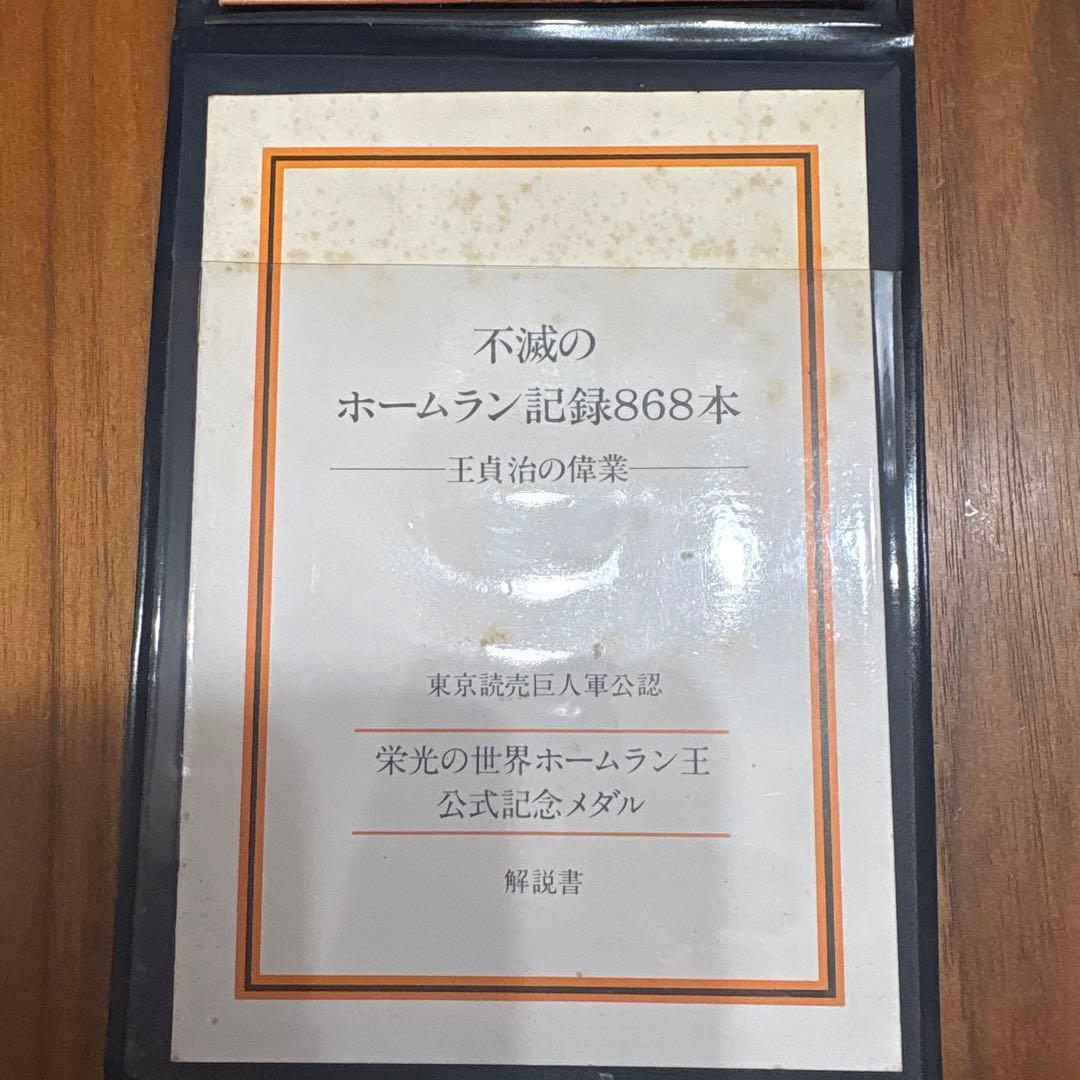 不滅の
ホームラン記録868本
王貞治の偉業
東京読売巨人軍公認
栄光の世界ホームラン王
公式記念メダル
解説書